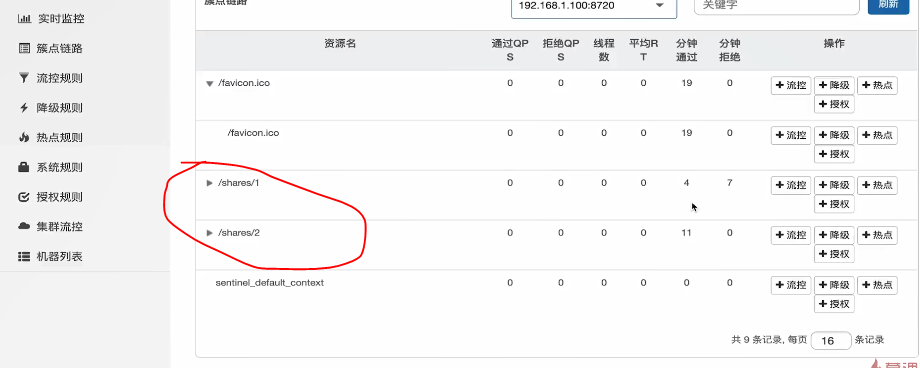 簇点链路
192.168.1.100:8720
关键字
刷新
实时监控
簇点链路
流控规则
降级规则
热点规则
系统规则
授权规则
集群流控
机器列表
资源名 通过QP 拒绝QP 线程 平均R 分钟 分钟 操作
S S 数 T 通过 拒绝
/favicon.ico 0 0 0 0 19 0 流控 降级 热点
授权
/favicon.ico 0 0 0 0 19 0 流控 降级 热点
授权
/shares/1 0 0 0 0 4 7 流控 降级 热点
授权
/shares/2 0 0 0 0 11 0 流控 降级 热点
授权
sentinel_default_context 0 0 0 0 0 0 流控 降级 热点
授权
共 9 条记录, 每页 16 条记录